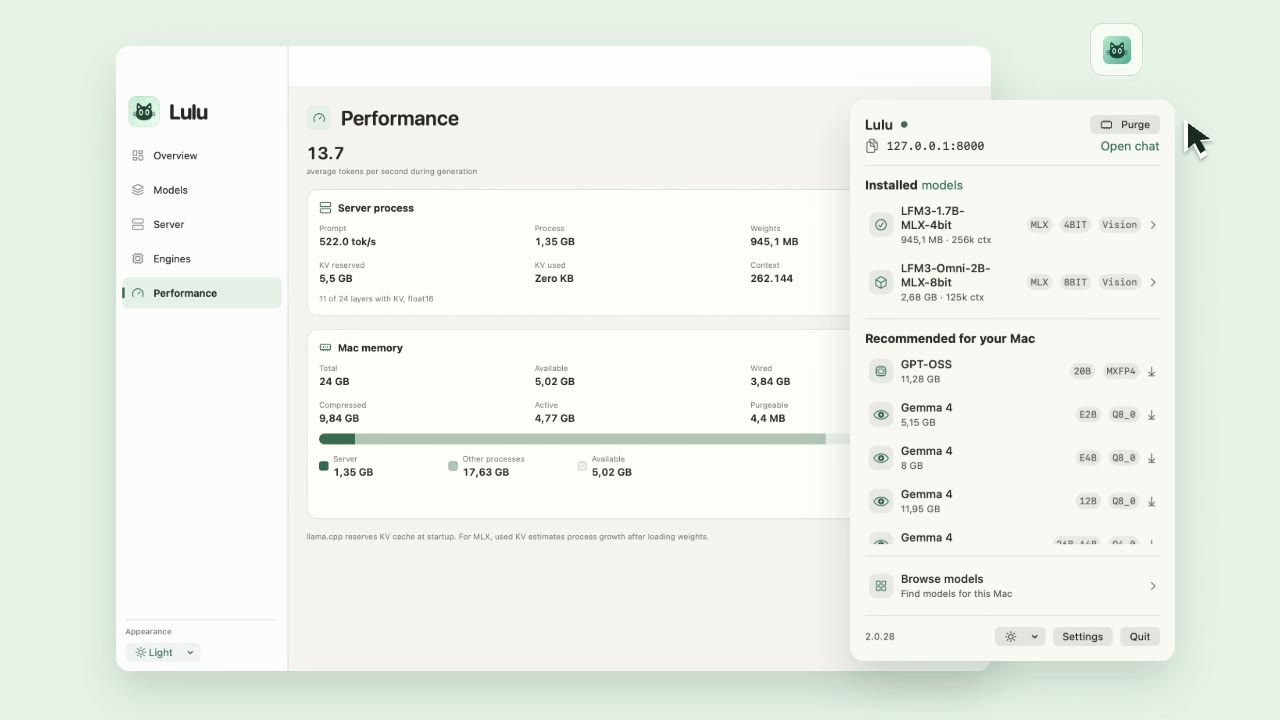 Lulu
Overview
Models
Server
Engines
Performance
Appearance
Light
Performance
13.7
average tokens per second during generation
Server process
Prompt
522.0 tok/s
Process
1,35 GB
Weights
945,1 MB
KV reserved
5,5 GB
KV used
Zero KB
Context
262.144
11 of 24 layers with KV, float16
Mac memory
Total
24 GB
Available
5,02 GB
Wired
3,84 GB
Compressed
9,84 GB
Active
4,77 GB
Purgeable
4,4 MB
Server
1,35 GB
Other processes
17,63 GB
Available
5,02 GB
llama.cpp reserves KV cache at startup. For MLX, used KV estimates process growth after loading weights.
Lulu
Purge
127.0.0.1:8000
Open chat
Installed models
LFM3-1.7B-
MLX-4bit
945,1 MB · 256k ctx
MLX 4BIT Vision
LFM3-Omni-2B-
MLX-8bit
2,68 GB · 125k ctx
MLX 8BIT Vision
Recommended for your Mac
GPT-OSS
11,28 GB
20B MXFP4
Gemma 4
5,15 GB
E2B Q8_0
Gemma 4
8 GB
E4B Q8_0
Gemma 4
11,95 GB
12B Q8_0
Gemma 4
Browse models
Find models for this Mac
2.0.28
Settings
Quit